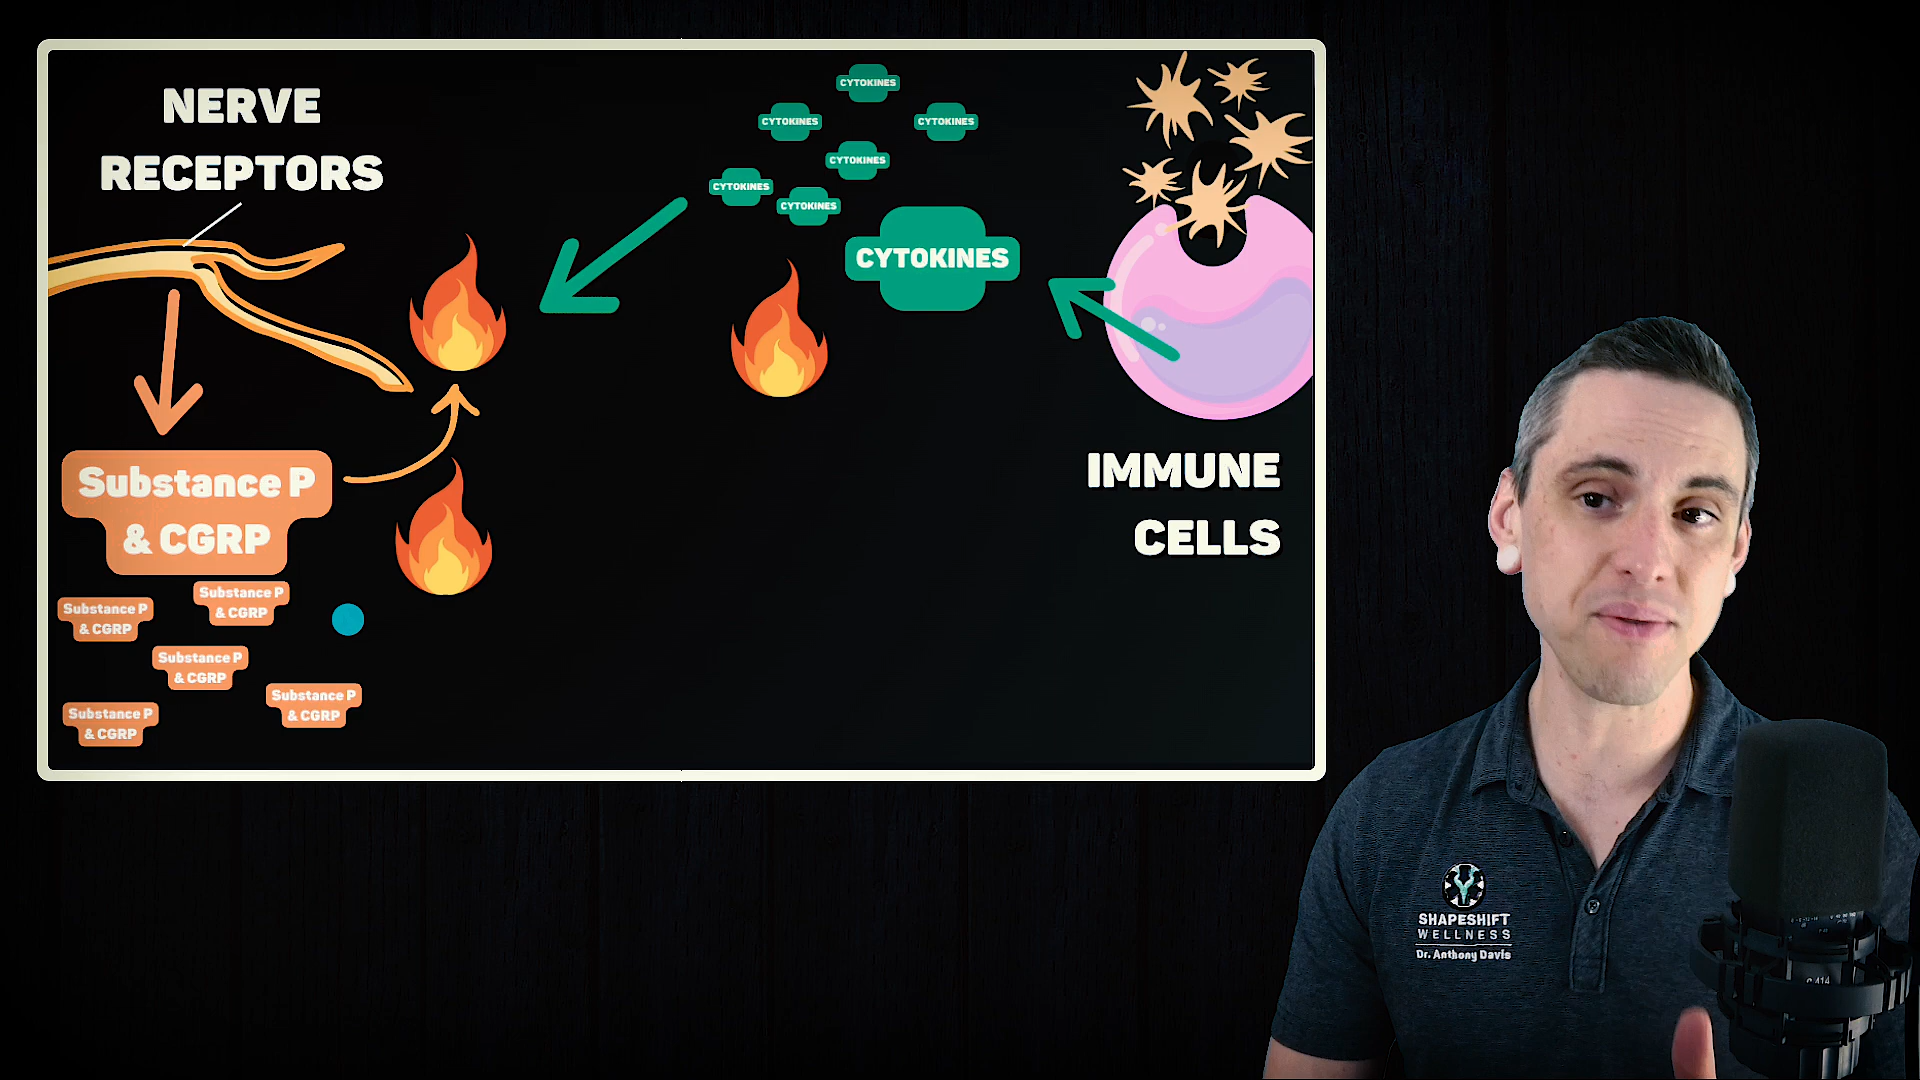 NERVE
RECEPTORS
CYTOKINES
CYTOKINES
CYTOKINES
CYTOKINES
CYTOKINES
CYTOKINES
CYTOKINES
IMMUNE
CELLS
Substance P
& CGRP
Substance P
& CGRP
Substance P
& CGRP
Substance P
& CGRP
Substance P
& CGRP
Substance P
& CGRP
SHAPESHIFT
WELLNESS
Dr. Anthony Davis
C414